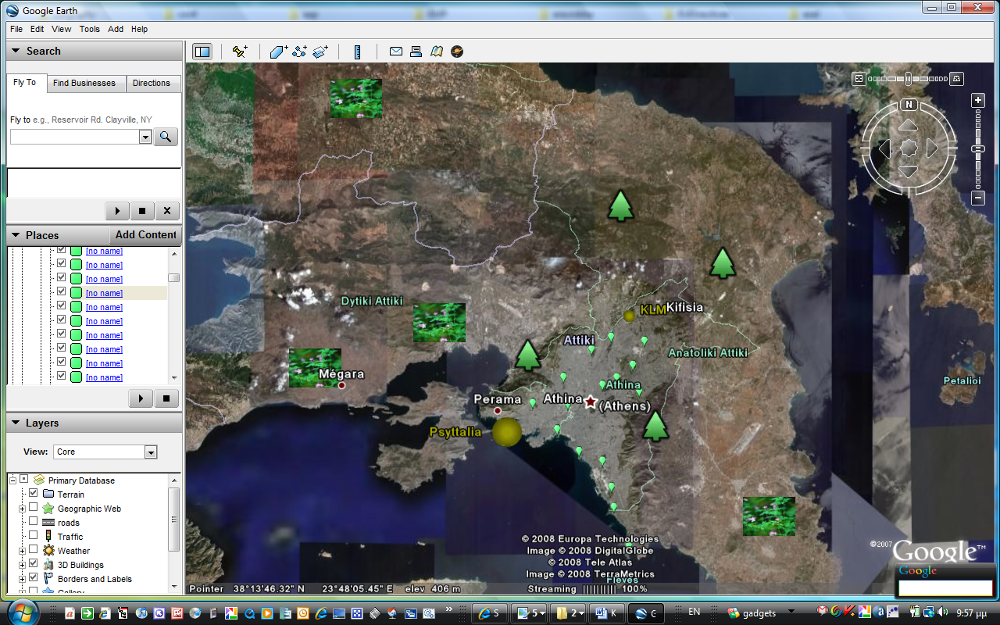 Google Earth
File Edit View Tools Add Help
Search
Fly To Find Businesses Directions
Fly to e.g., Reservoir Rd. Clayville, NY
Places Add Content
[no name]
[no name]
[no name]
[no name]
[no name]
[no name]
[no name]
[no name]
[no name]
[no name]
Layers
View: Core
Primary Database
Terrain
Geographic Web
roads
Traffic
Weather
3D Buildings
Borders and Labels
N
Dytiki Attiki
KLM Kifisia
Attiki
Anatoliki Attiki
Mégara
Athina
Petalioi
Perama
Athina
(Athens)
Psyttalia
© 2008 Europa Technologies
Image © 2008 DigitalGlobe
© 2008 Tele Atlas
Image © 2008 TerraMetrics
©2007 Google™
Google
Pointer 38°13'46.32" N 23°48'05.45" E elev 406 m Streaming |||||||||| 100%
S 5 2 K G EN gadgets 9:57 μμ